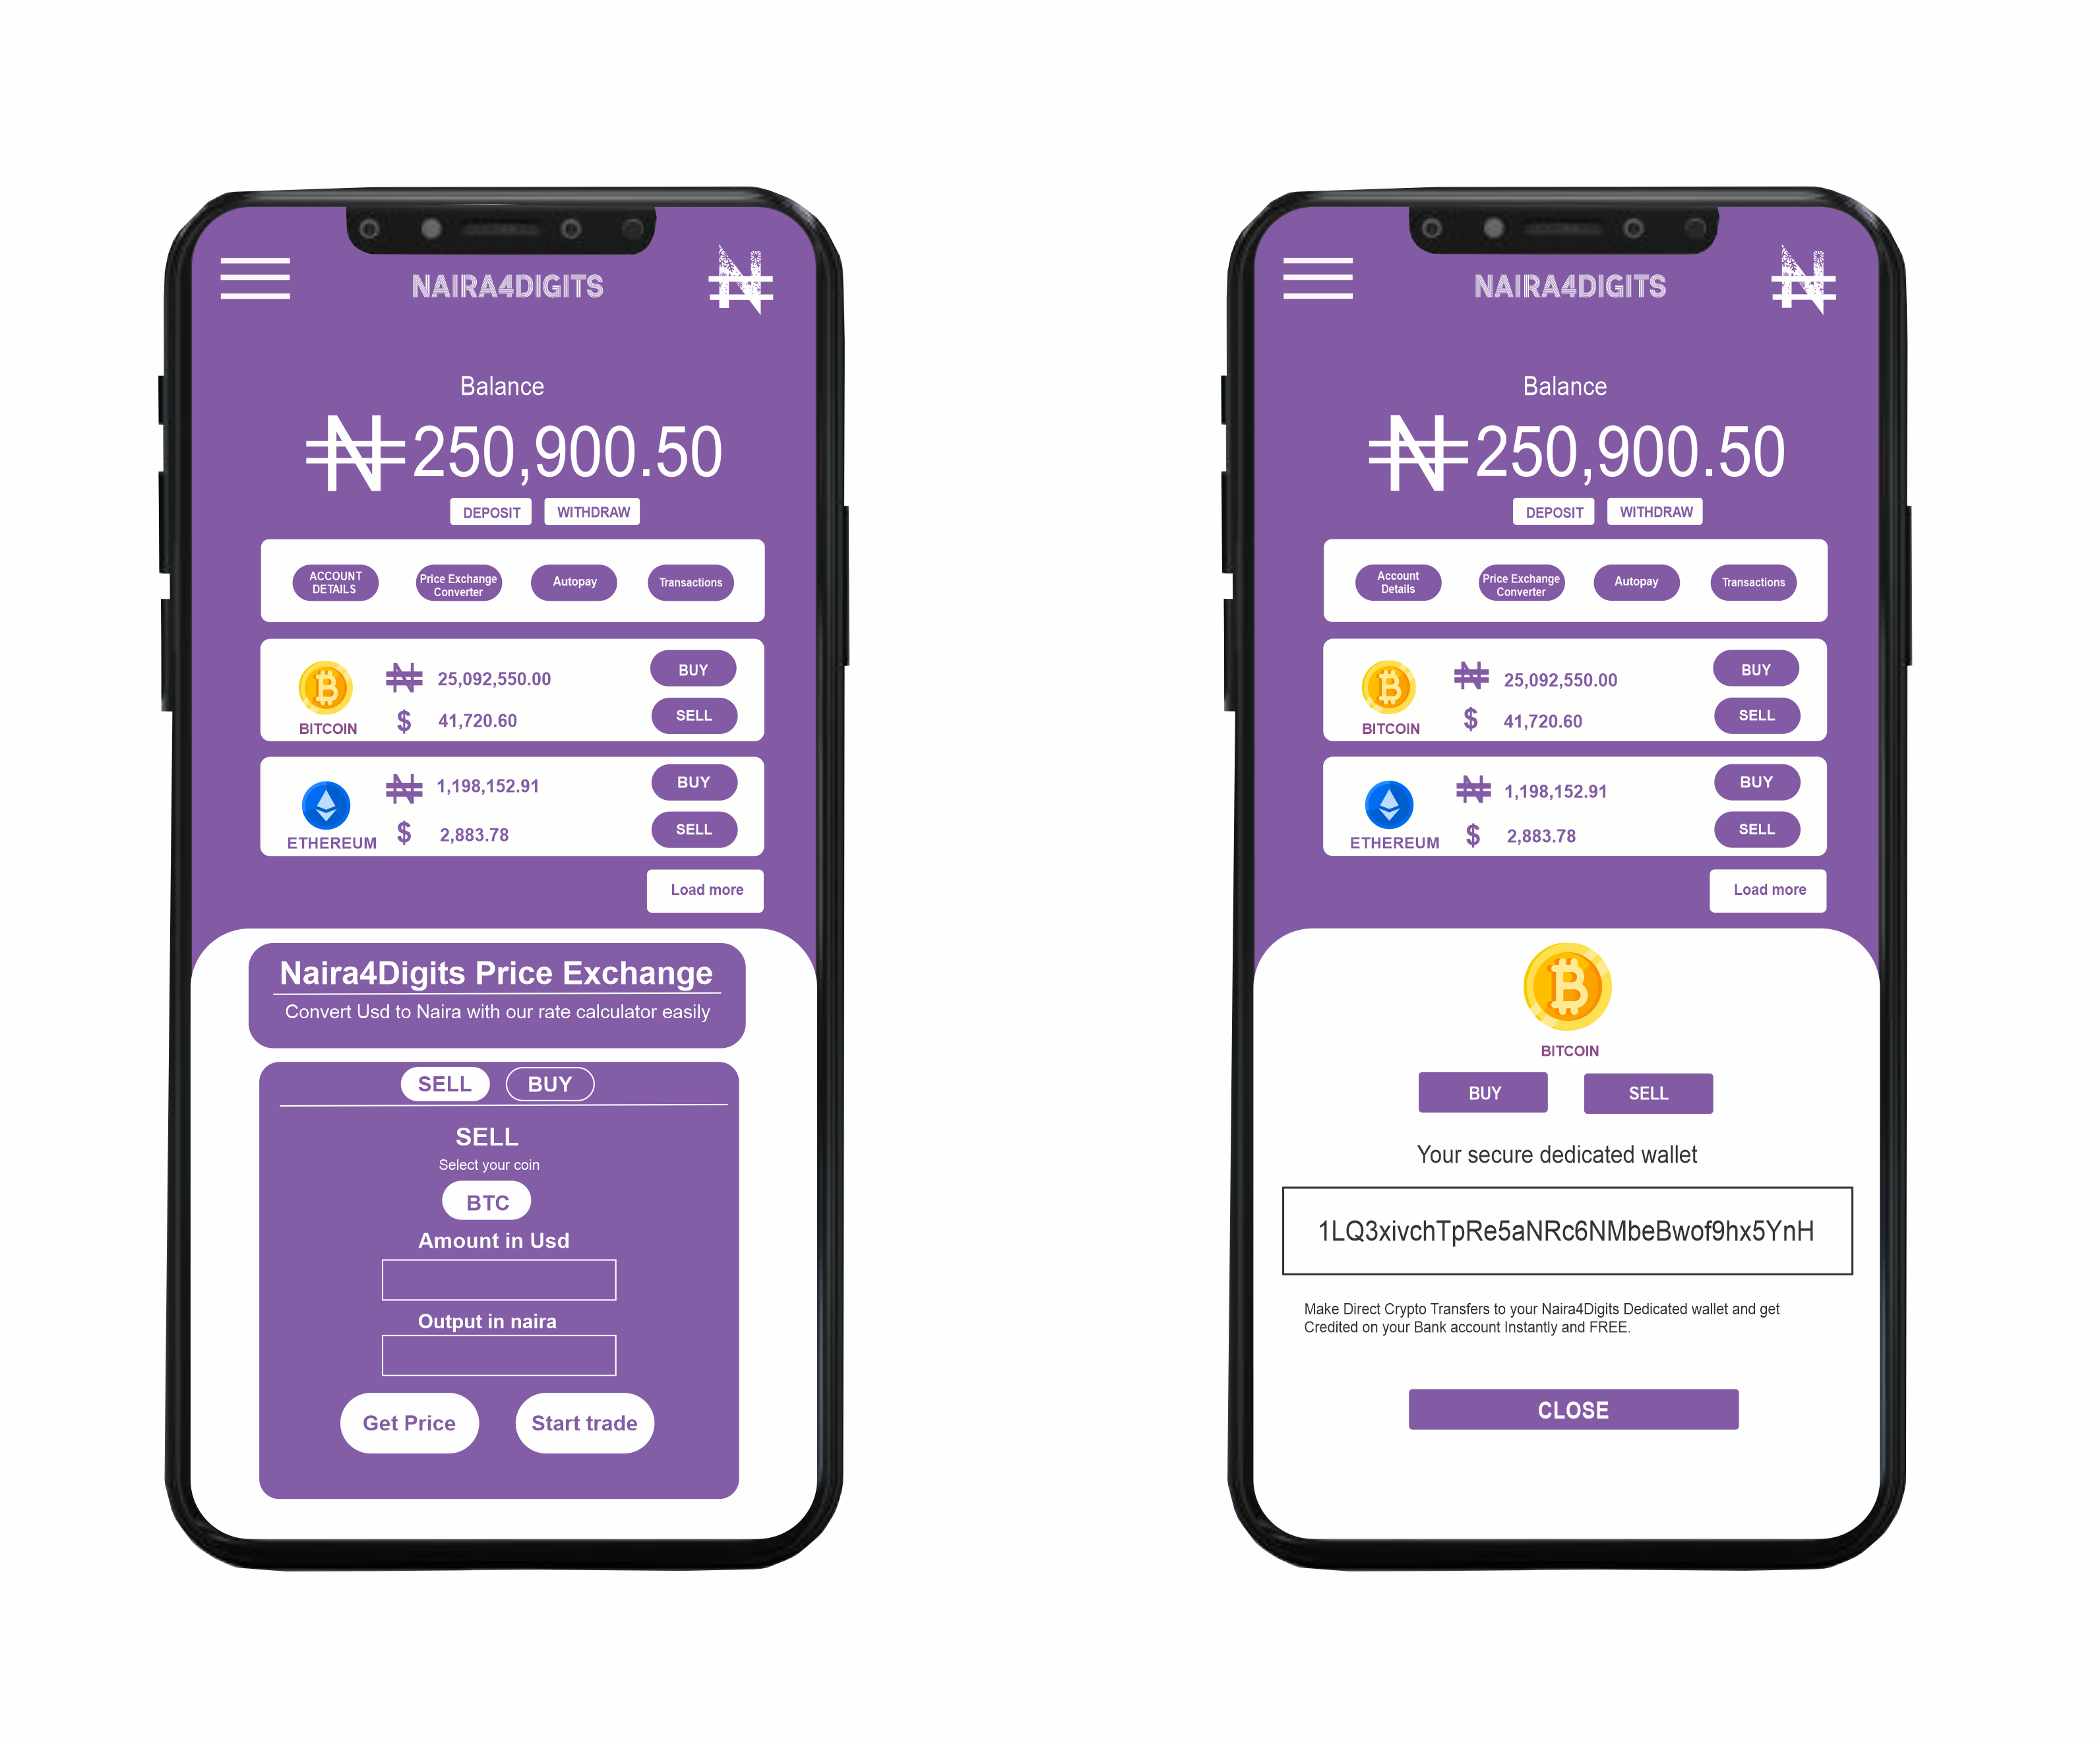 NAIRA4DIGITS
Balance
₦250,900.50
DEPOSIT WITHDRAW
ACCOUNT DETAILS
Price Exchange Converter
Autopay
Transactions
₦ 25,092,550.00
$ 41,720.60
BITCOIN
BUY
SELL
₦ 1,198,152.91
$ 2,883.78
ETHEREUM
BUY
SELL
Load more
Naira4Digits Price Exchange
Convert Usd to Naira with our rate calculator easily
SELL BUY
SELL
Select your coin
BTC
Amount in Usd
Output in naira
Get Price Start trade
NAIRA4DIGITS
Balance
₦250,900.50
DEPOSIT WITHDRAW
Account Details
Price Exchange Converter
Autopay
Transactions
₦ 25,092,550.00
$ 41,720.60
BITCOIN
BUY
SELL
₦ 1,198,152.91
$ 2,883.78
ETHEREUM
BUY
SELL
Load more
BITCOIN
BUY SELL
Your secure dedicated wallet
1LQ3xivchTpRe5aNRc6NMbeBwof9hx5YnH
Make Direct Crypto Transfers to your Naira4Digits Dedicated wallet and get
Credited on your Bank account Instantly and FREE.
CLOSE